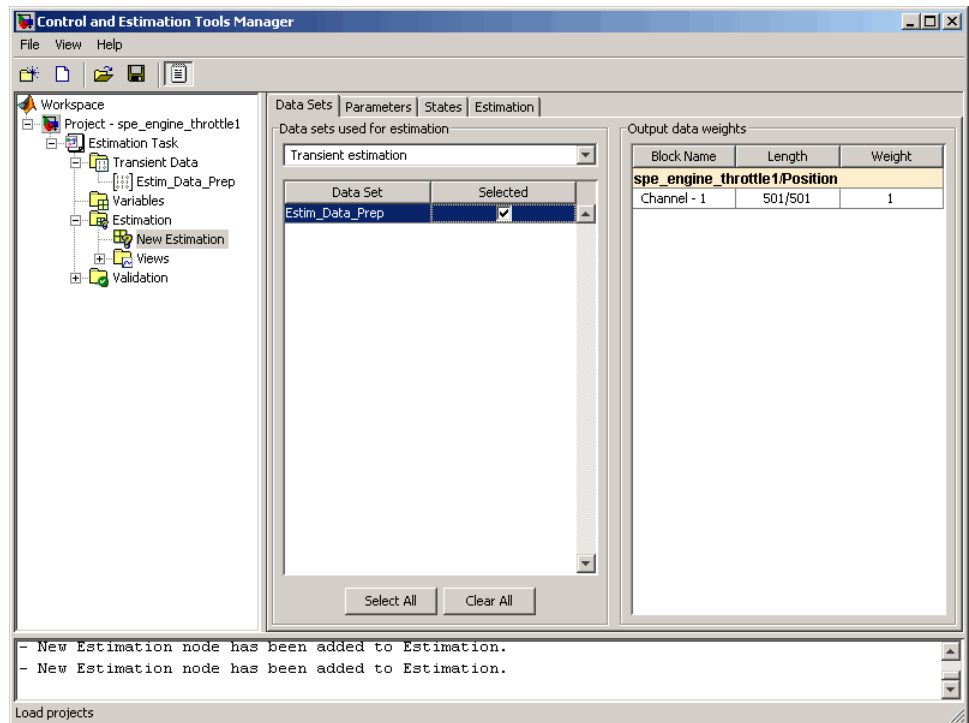 Control and Estimation Tools Manager
File View Help
Workspace
Project - spe_engine_throttle1
Estimation Task
Transient Data
Estim_Data_Prep
Variables
Estimation
New Estimation
Views
Validation
Data Sets Parameters States Estimation
Data sets used for estimation
Transient estimation
Data Set Selected
Estim_Data_Prep
Select All Clear All
Output data weights
Block Name Length Weight
spe_engine_throttle1/Position
Channel - 1 501/501 1
- New Estimation node has been added to Estimation.
- New Estimation node has been added to Estimation.
Load projects